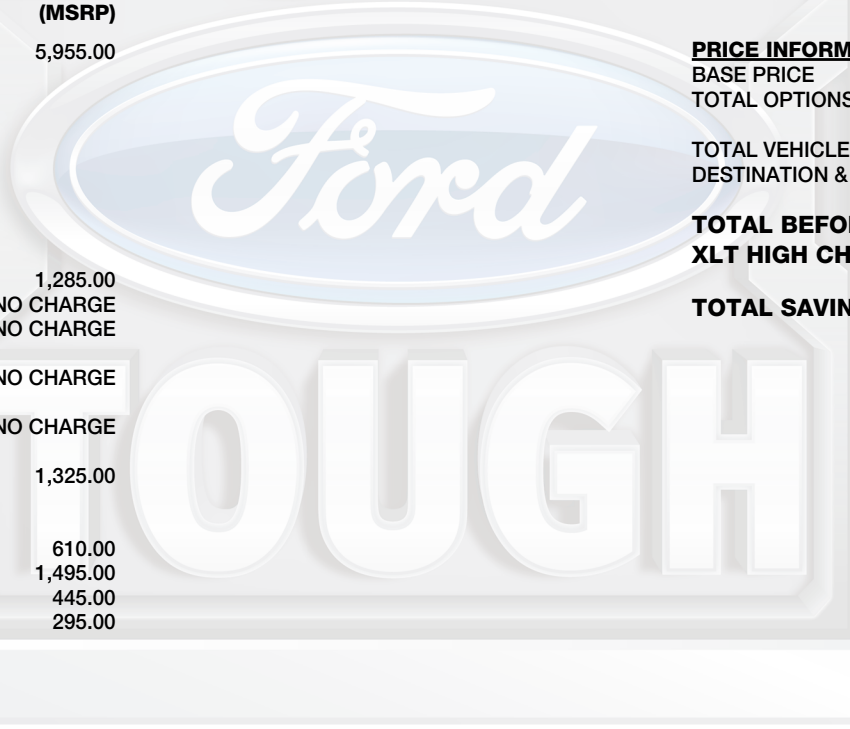 (MSRP)
5,955.00
1,285.00
NO CHARGE
NO CHARGE
NO CHARGE
NO CHARGE
1,325.00
610.00
1,495.00
445.00
295.00
PRICE INFORM
BASE PRICE
TOTAL OPTIONS
TOTAL VEHICLE
DESTINATION &
TOTAL BEFO
XLT HIGH CH
TOTAL SAVIN
Ford
TOUGH